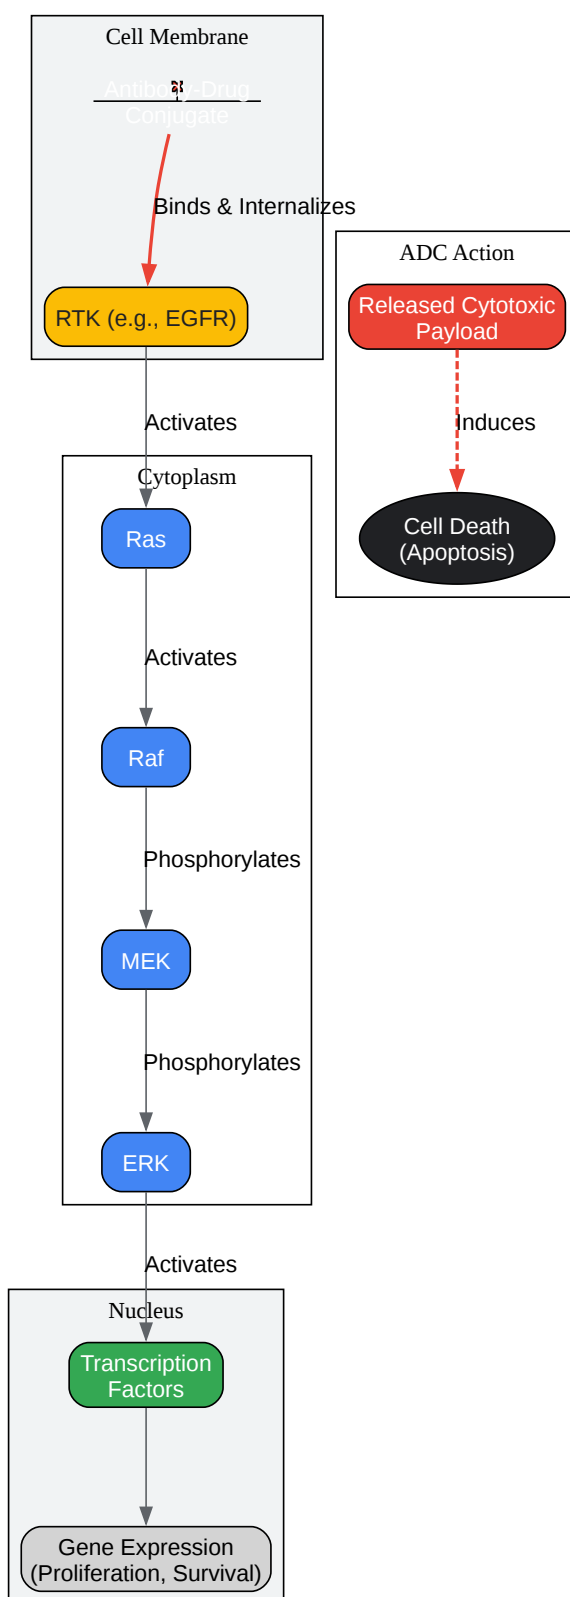 Cell Membrane
Antibody-Drug
Conjugate
Binds & Internalizes
RTK (e.g., EGFR)
ADC Action
Released Cytotoxic
Payload
Activates
Induces
Cytoplasm
Cell Death
(Apoptosis)
Ras
Activates
Raf
Phosphorylates
MEK
Phosphorylates
ERK
Activates
Nucleus
Transcription
Factors
Gene Expression
(Proliferation, Survival)